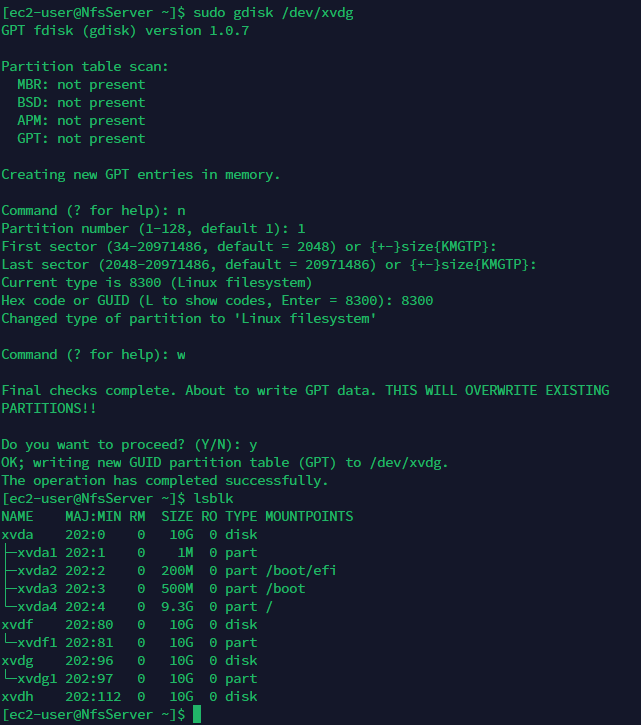 [ec2-user@NfsServer ~]$ sudo gdisk /dev/xvdg
GPT fdisk (gdisk) version 1.0.7

Partition table scan:
  MBR: not present
  BSD: not present
  APM: not present
  GPT: not present

Creating new GPT entries in memory.

Command (? for help): n
Partition number (1-128, default 1): 1
First sector (34-20971486, default = 2048) or {+-}size{KMGTP}:
Last sector (2048-20971486, default = 20971486) or {+-}size{KMGTP}:
Current type is 8300 (Linux filesystem)
Hex code or GUID (L to show codes, Enter = 8300): 8300
Changed type of partition to 'Linux filesystem'

Command (? for help): w

Final checks complete. About to write GPT data. THIS WILL OVERWRITE EXISTING
PARTITIONS!!

Do you want to proceed? (Y/N): y
OK; writing new GUID partition table (GPT) to /dev/xvdg.
The operation has completed successfully.
[ec2-user@NfsServer ~]$ lsblk
NAME    MAJ:MIN RM  SIZE RO TYPE MOUNTPOINTS
xvda    202:0    0   10G  0 disk
├─xvda1 202:1    0    1M  0 part
├─xvda2 202:2    0  200M  0 part /boot/efi
├─xvda3 202:3    0  500M  0 part /boot
└─xvda4 202:4    0  9.3G  0 part /
xvdf    202:80   0   10G  0 disk
└─xvdf1 202:81   0   10G  0 part
xvdg    202:96   0   10G  0 disk
└─xvdg1 202:97   0   10G  0 part
xvdh    202:112  0   10G  0 disk
[ec2-user@NfsServer ~]$